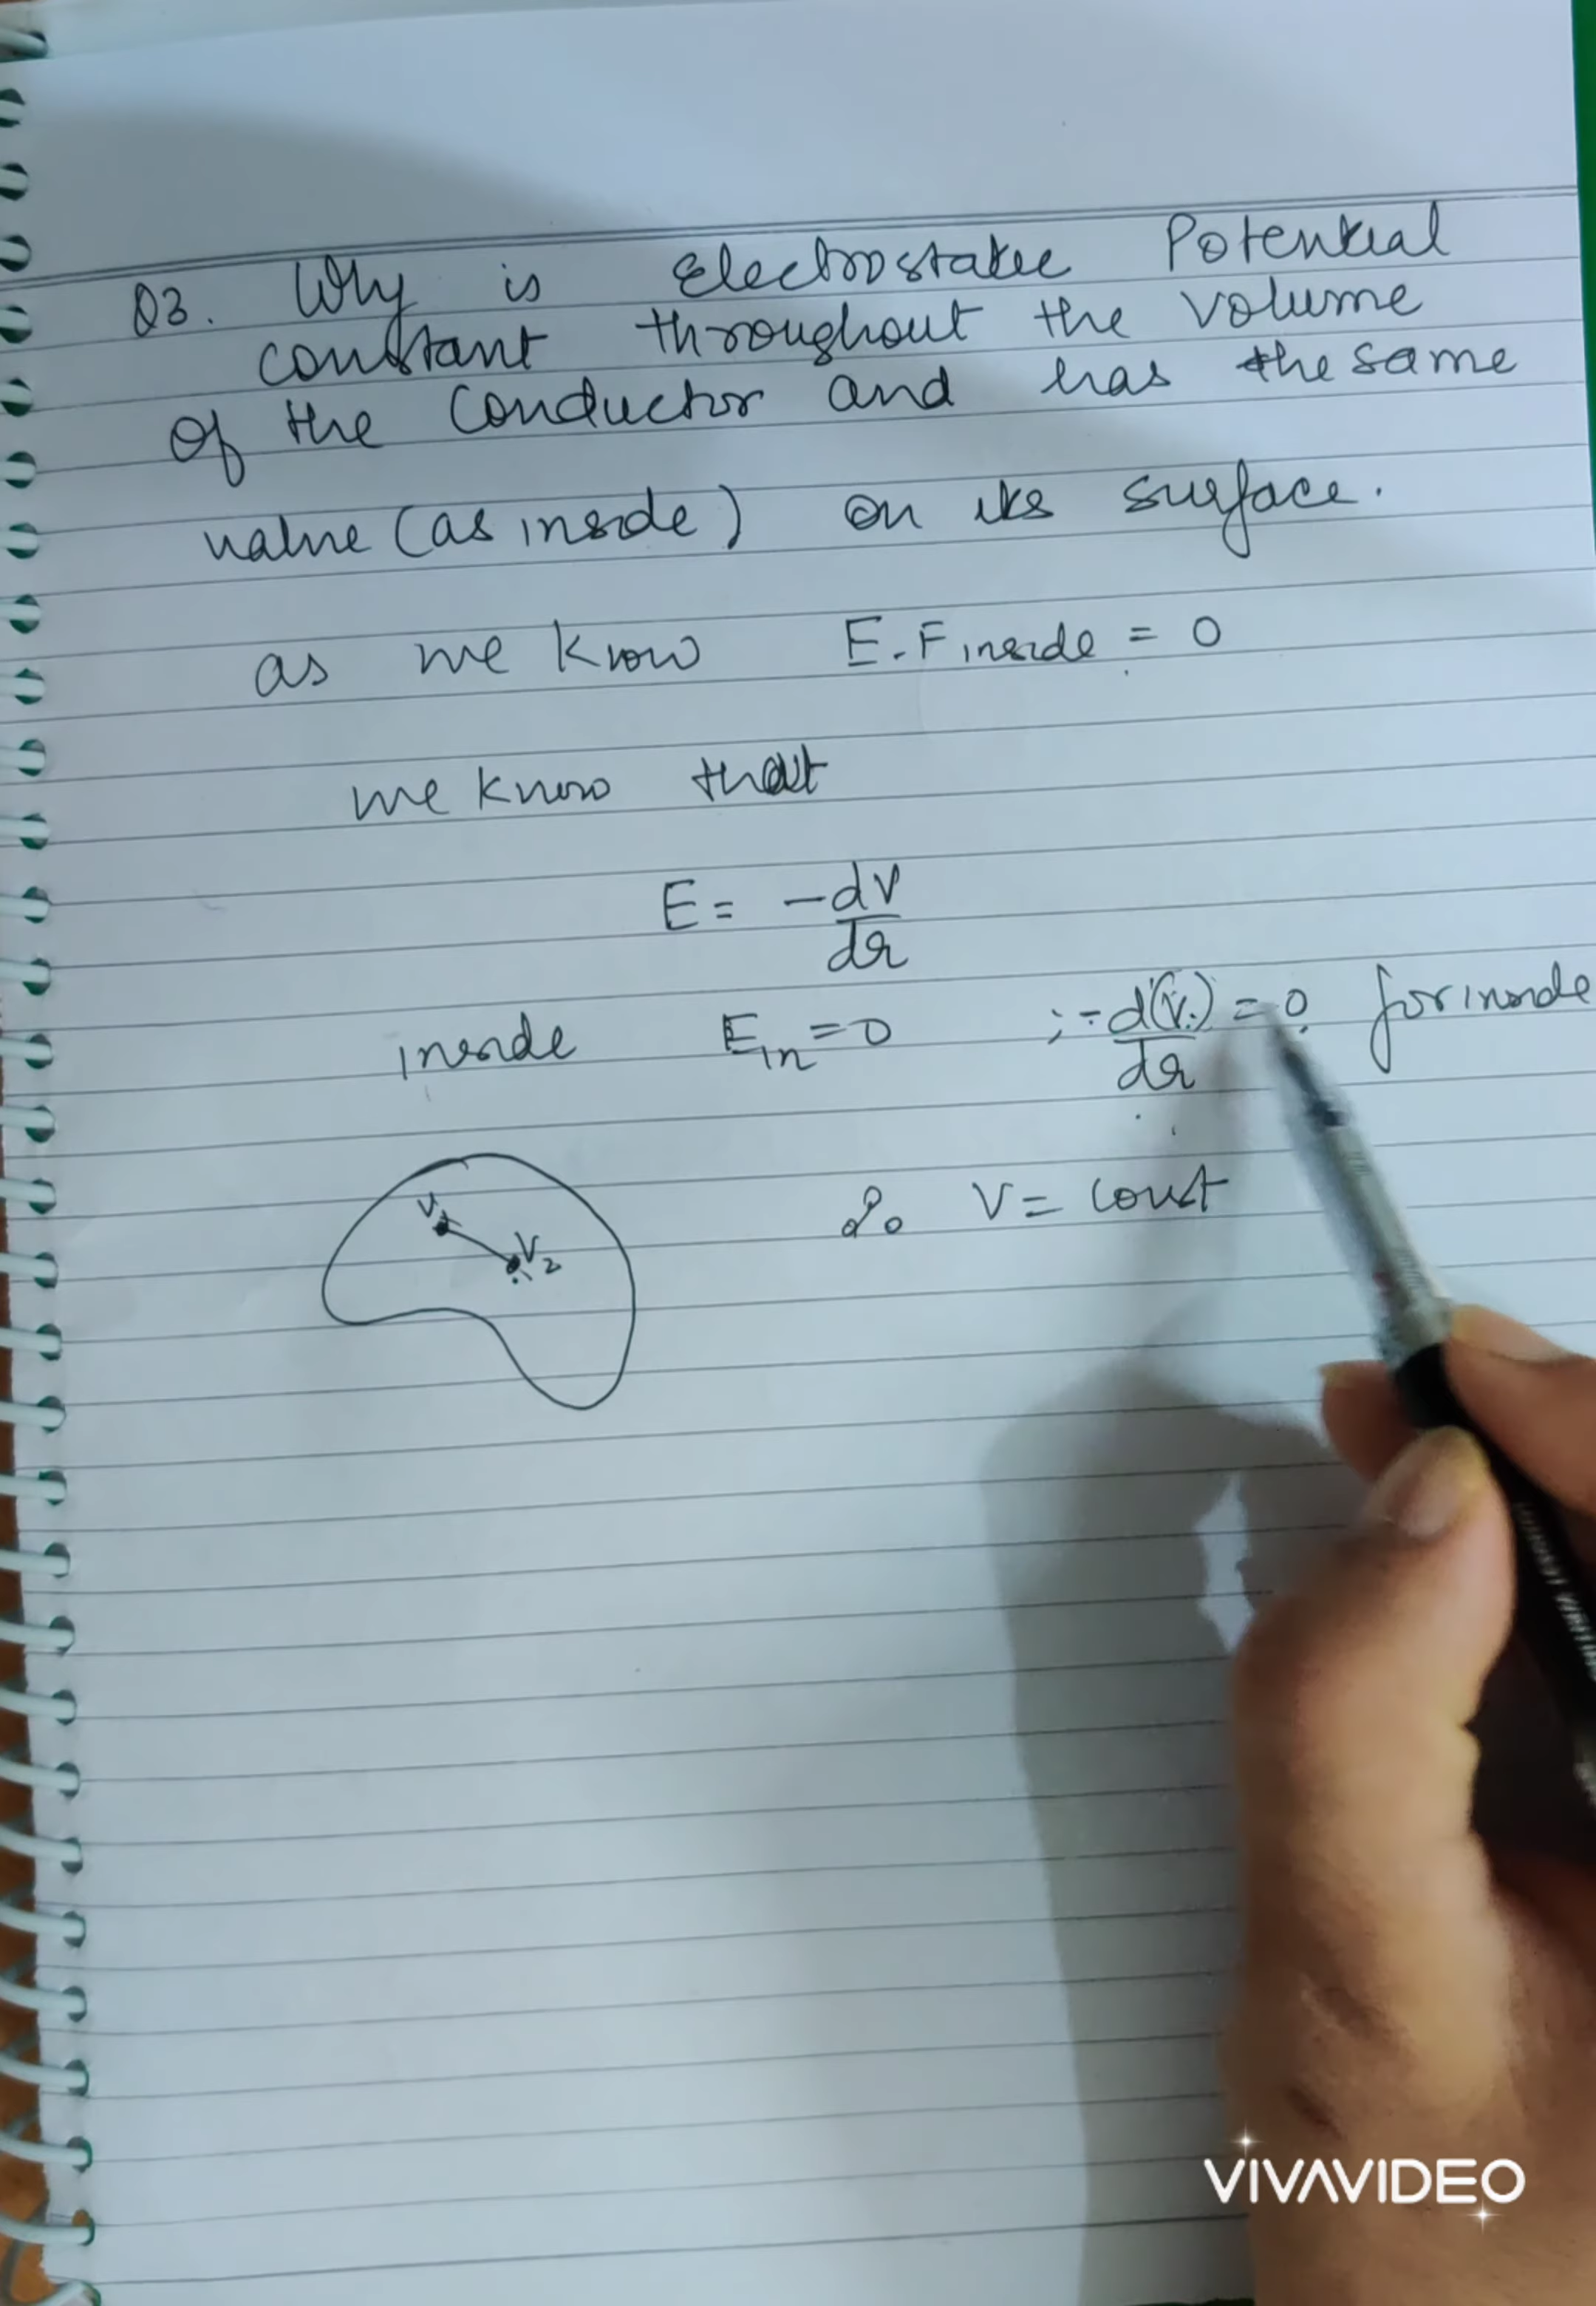 Q3. Why is Electrostatic Potential
constant throughout the volume
Of the Conductor and has the same
value (as inside) on its surface.
as we know E.F inside = 0
we know that
E = -dV/dr
inside E_in = 0 ; -d(V)/dr = 0 for inside
V1 V2
So V = const
VIVAVIDEO